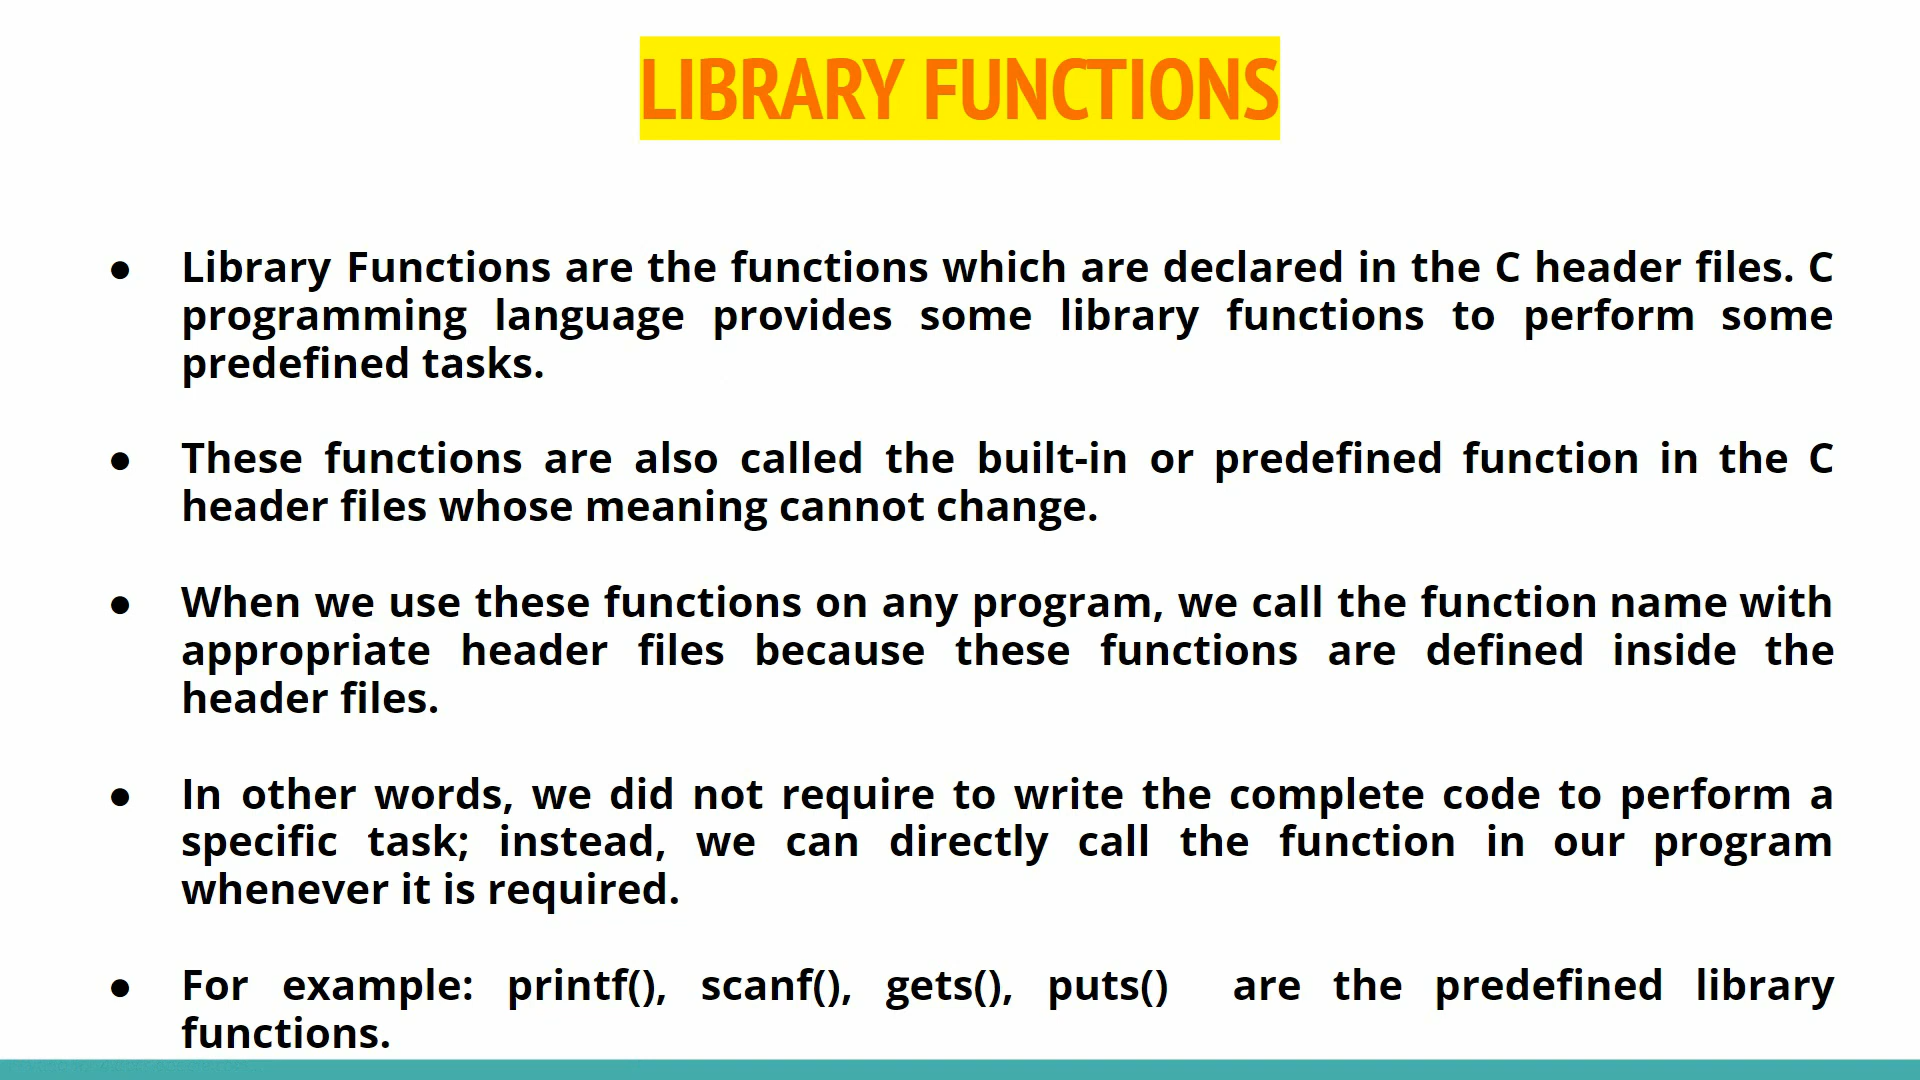 LIBRARY FUNCTIONS
● Library Functions are the functions which are declared in the C header files. C
programming language provides some library functions to perform some
predefined tasks.
● These functions are also called the built-in or predefined function in the C
header files whose meaning cannot change.
● When we use these functions on any program, we call the function name with
appropriate header files because these functions are defined inside the
header files.
● In other words, we did not require to write the complete code to perform a
specific task; instead, we can directly call the function in our program
whenever it is required.
● For example: printf(), scanf(), gets(), puts() are the predefined library
functions.